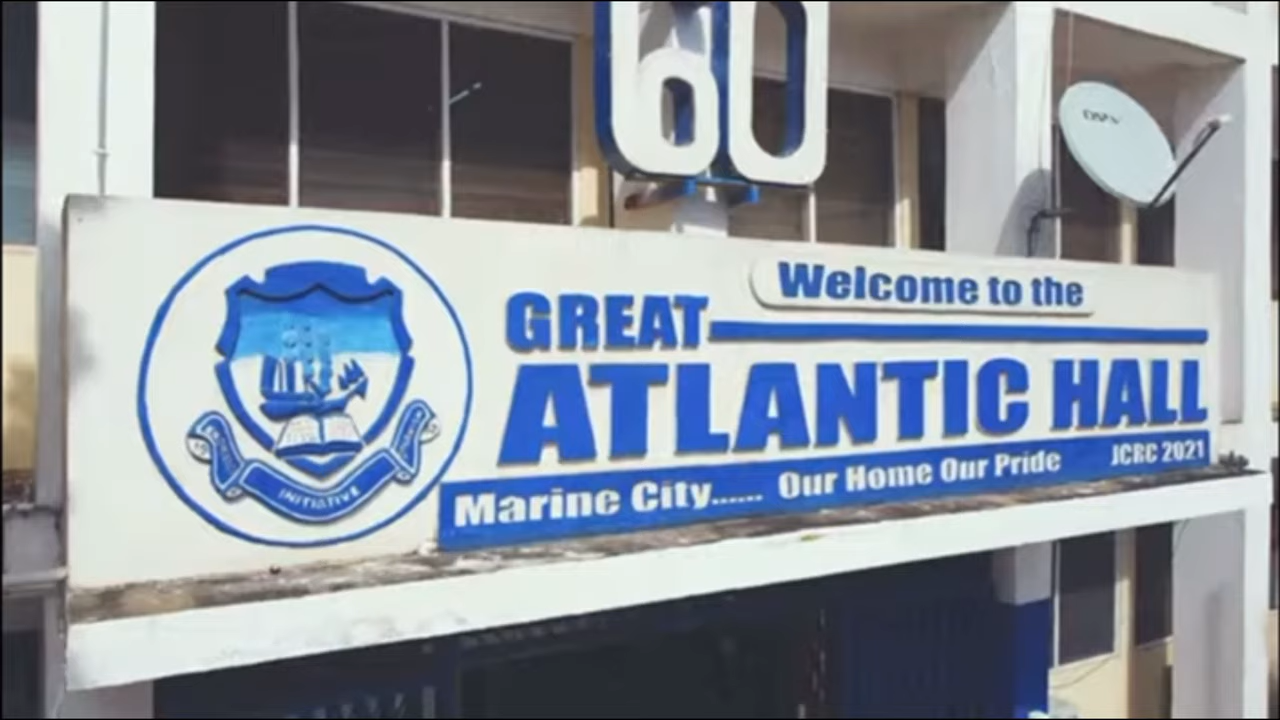 60
Welcome to the
GREAT
ATLANTIC HALL
Marine City...... Our Home Our Pride
JCRC 2021
INITIATIVE